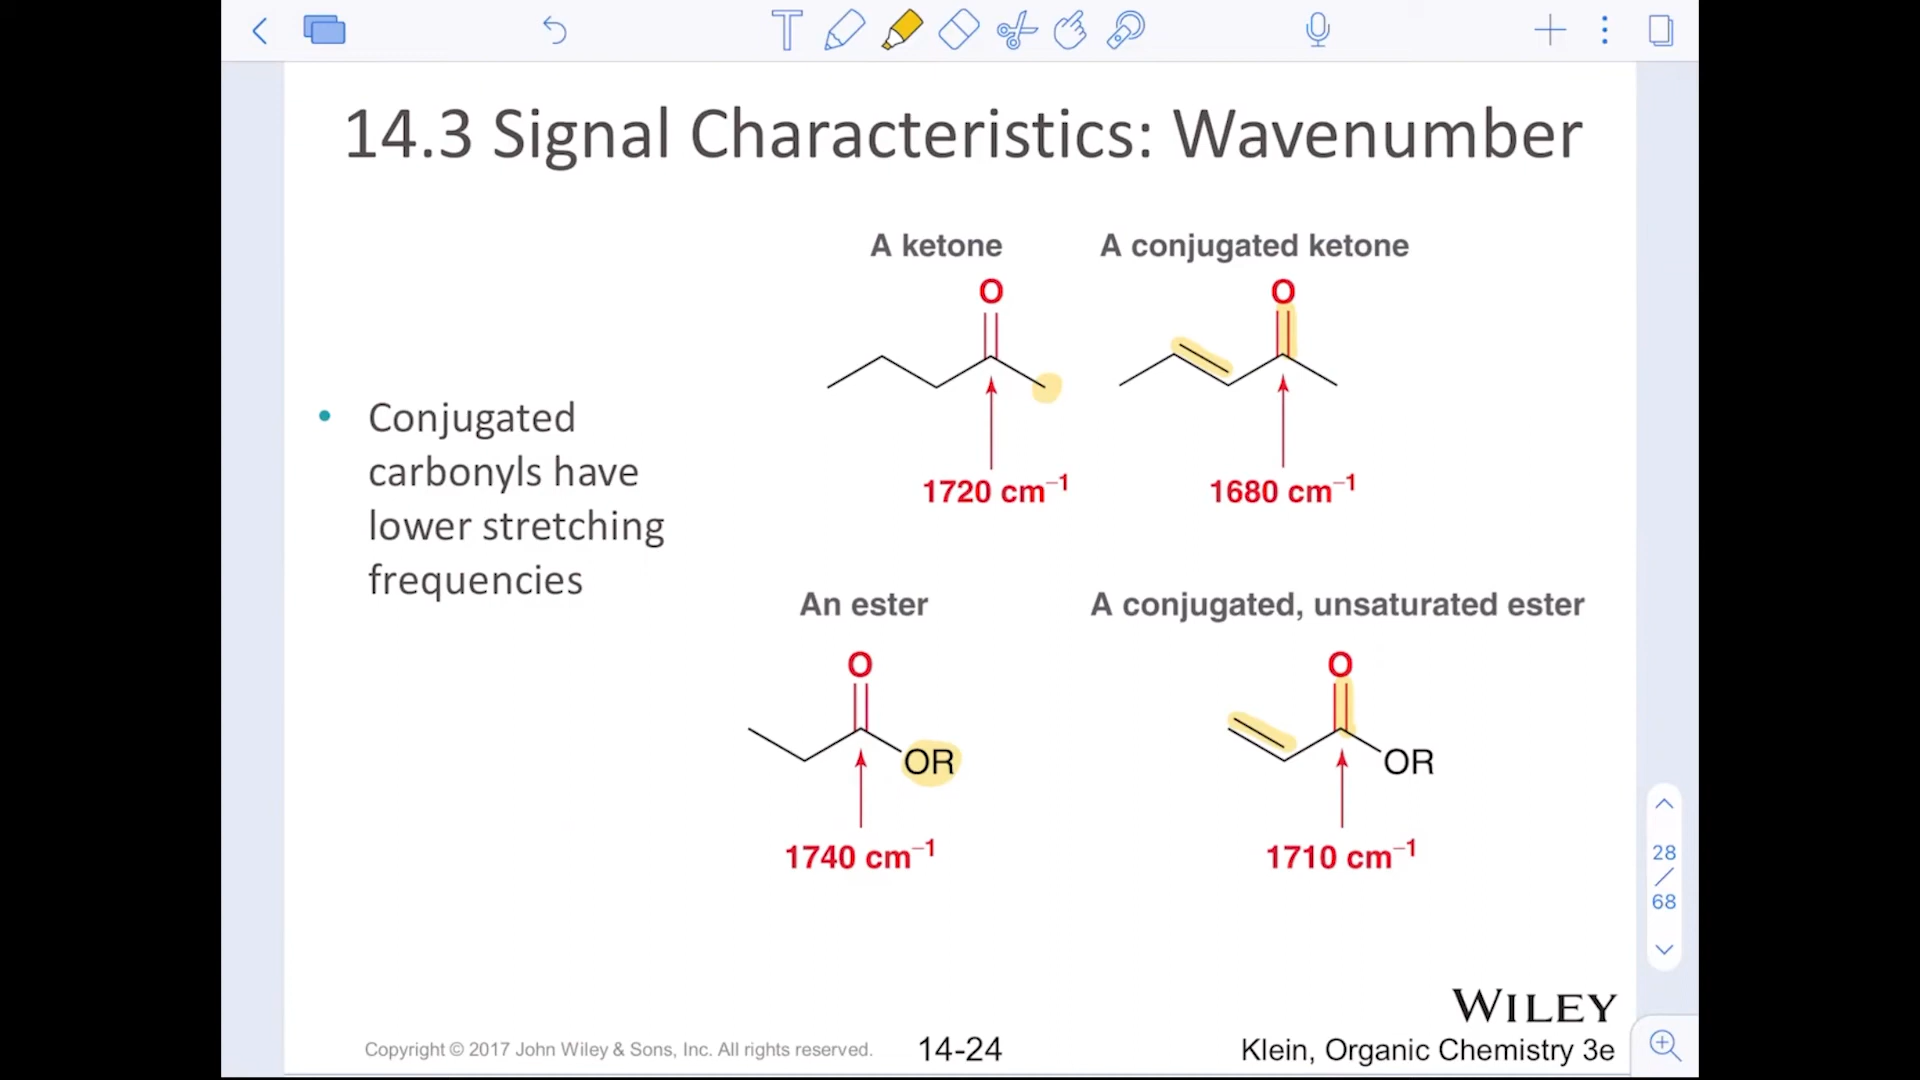 14.3 Signal Characteristics: Wavenumber
A ketone
A conjugated ketone
O
O
1720 cm⁻¹
1680 cm⁻¹
• Conjugated
carbonyls have
lower stretching
frequencies
An ester
A conjugated, unsaturated ester
O
OR
O
OR
1740 cm⁻¹
1710 cm⁻¹
28
/
68
WILEY
Copyright © 2017 John Wiley & Sons, Inc. All rights reserved.
14-24
Klein, Organic Chemistry 3e